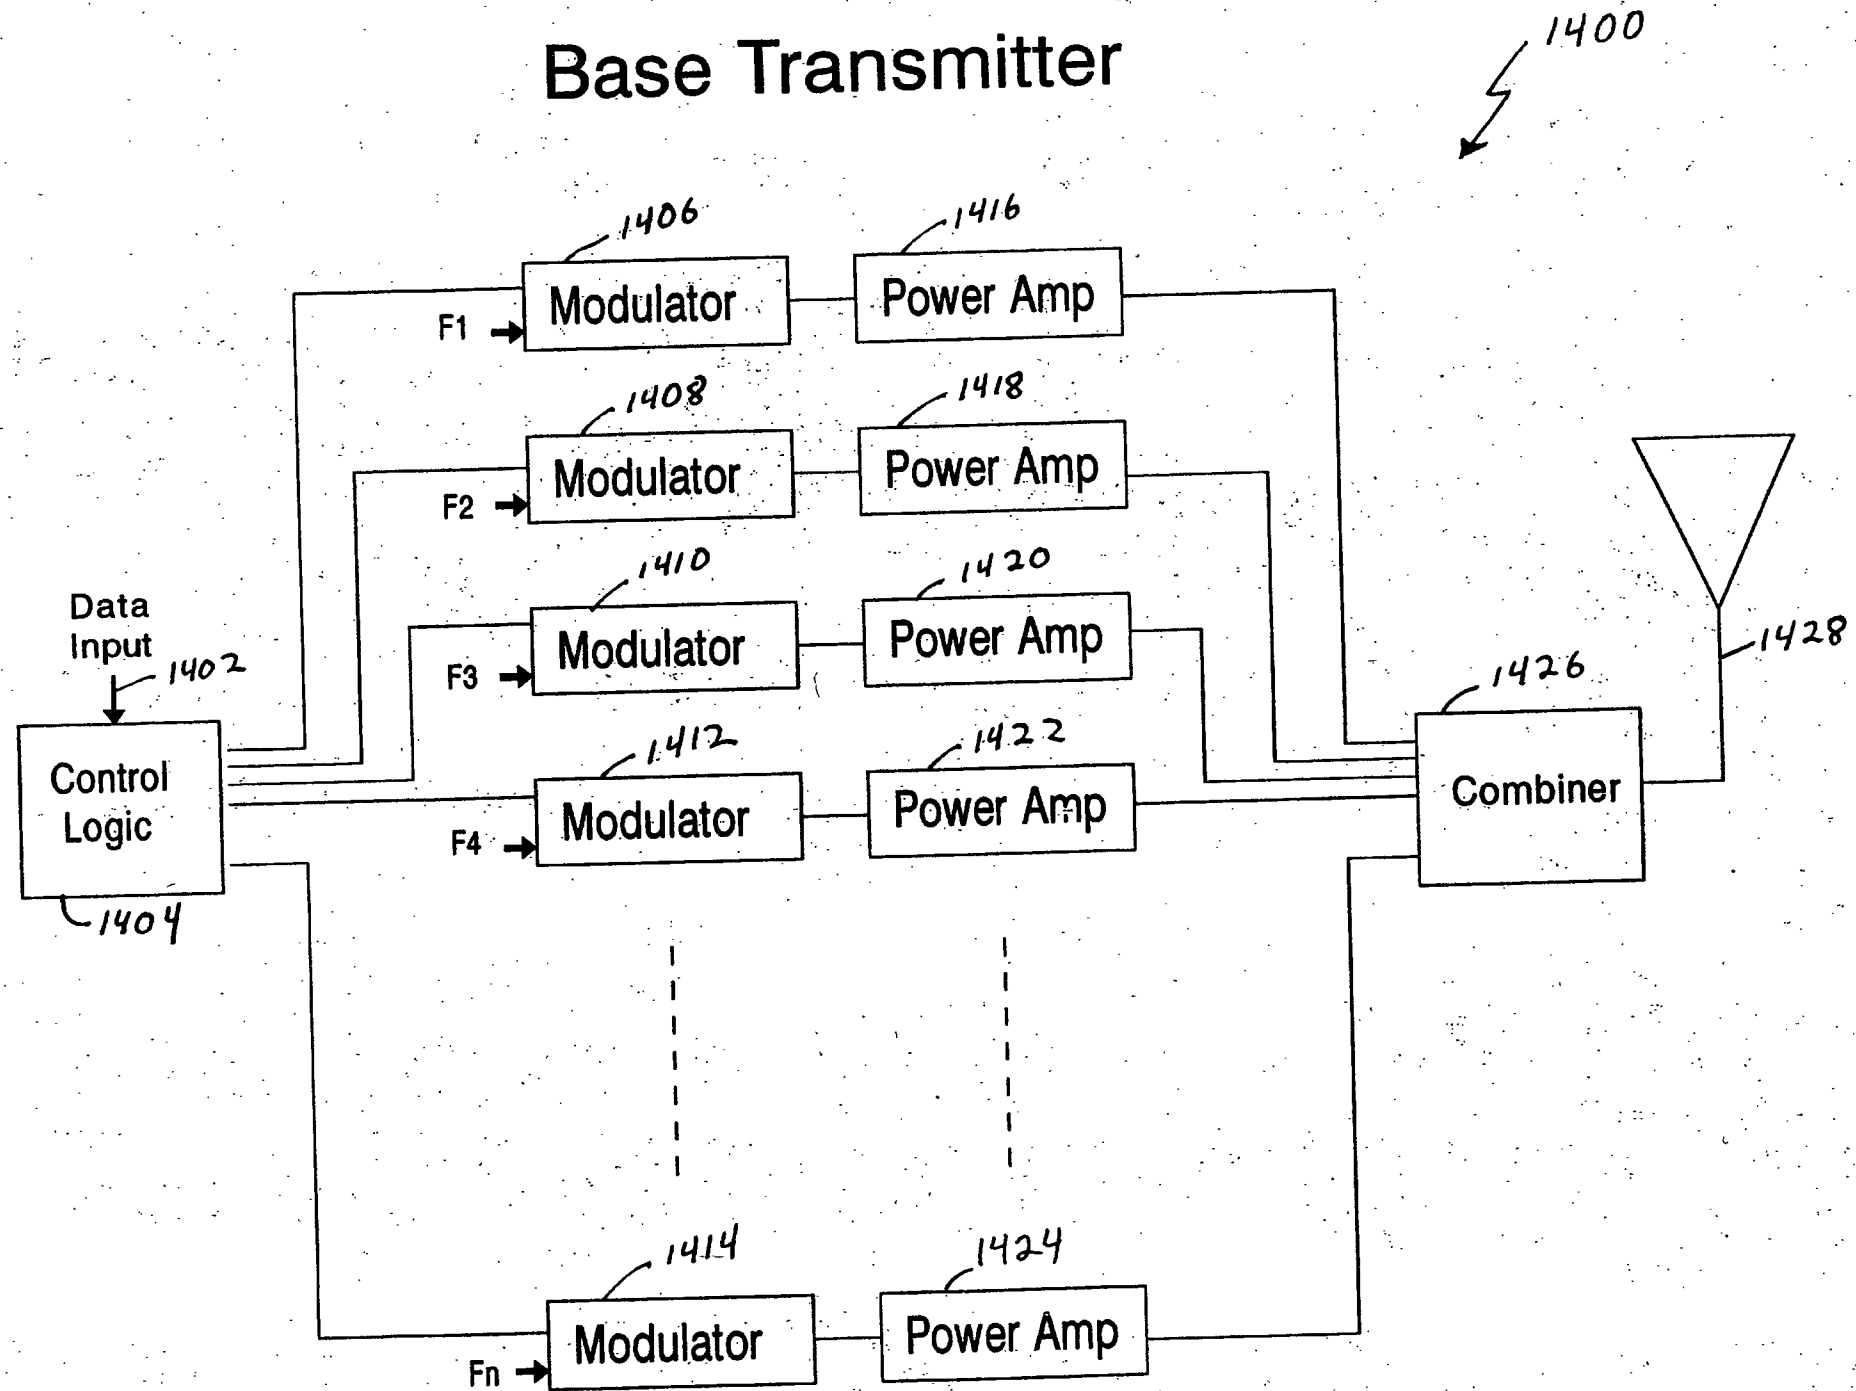 Base Transmitter
1400
1406
1416
Modulator
Power Amp
F1
1408
1418
Modulator
Power Amp
F2
1410
1420
Modulator
Power Amp
F3
Data
Input
1402
1428
1426
1412
1422
Control
Logic
Modulator
Power Amp
Combiner
F4
1404
1414
1424
Modulator
Power Amp
Fn